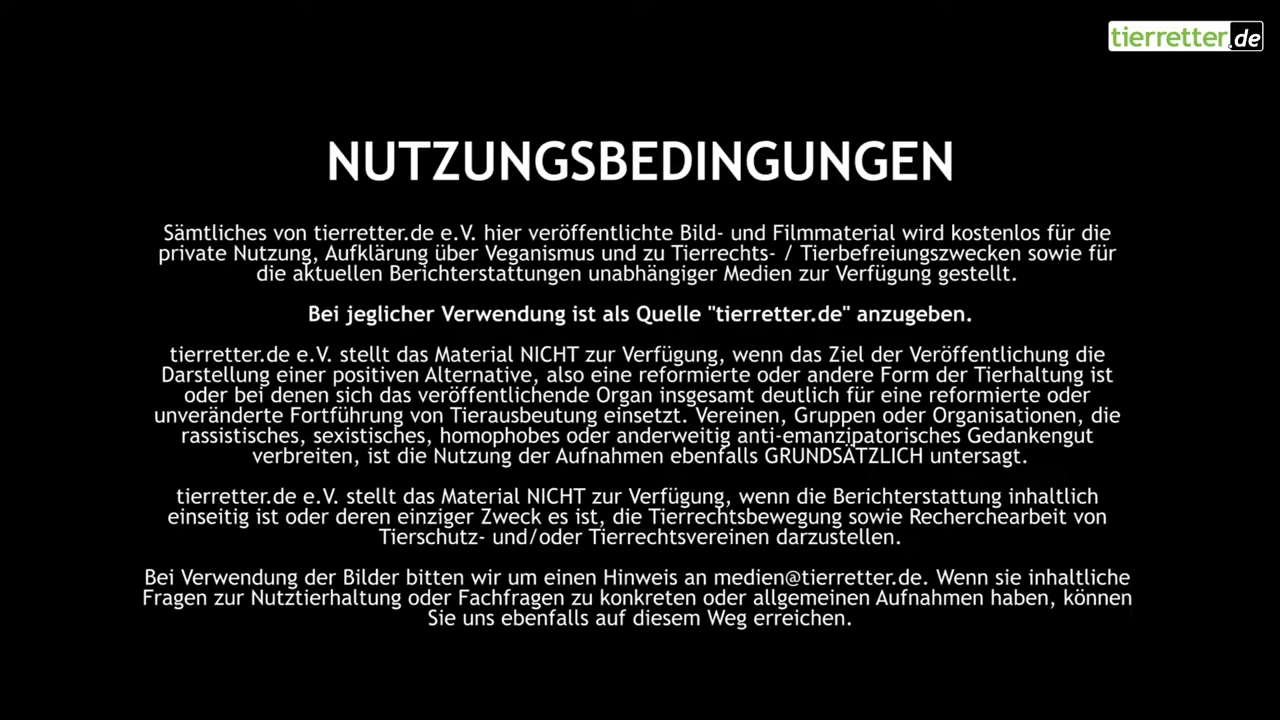 tierretter.de
NUTZUNGSBEDINGUNGEN
Sämtliches von tierretter.de e.V. hier veröffentlichte Bild- und Filmmaterial wird kostenlos für die
private Nutzung, Aufklärung über Veganismus und zu Tierrechts- / Tierbefreiungszwecken sowie für
die aktuellen Berichterstattungen unabhängiger Medien zur Verfügung gestellt.
Bei jeglicher Verwendung ist als Quelle "tierretter.de" anzugeben.
tierretter.de e.V. stellt das Material NICHT zur Verfügung, wenn das Ziel der Veröffentlichung die
Darstellung einer positiven Alternative, also eine reformierte oder andere Form der Tierhaltung ist
oder bei denen sich das veröffentlichende Organ insgesamt deutlich für eine reformierte oder
unveränderte Fortführung von Tierausbeutung einsetzt. Vereinen, Gruppen oder Organisationen, die
rassistisches, sexistisches, homophobes oder anderweitig anti-emanzipatorisches Gedankengut
verbreiten, ist die Nutzung der Aufnahmen ebenfalls GRUNDSÄTZLICH untersagt.
tierretter.de e.V. stellt das Material NICHT zur Verfügung, wenn die Berichterstattung inhaltlich
einseitig ist oder deren einziger Zweck es ist, die Tierrechtsbewegung sowie Recherchearbeit von
Tierschutz- und/oder Tierrechtsvereinen darzustellen.
Bei Verwendung der Bilder bitten wir um einen Hinweis an medien@tierretter.de. Wenn sie inhaltliche
Fragen zur Nutztierhaltung oder Fachfragen zu konkreten oder allgemeinen Aufnahmen haben, können
Sie uns ebenfalls auf diesem Weg erreichen.